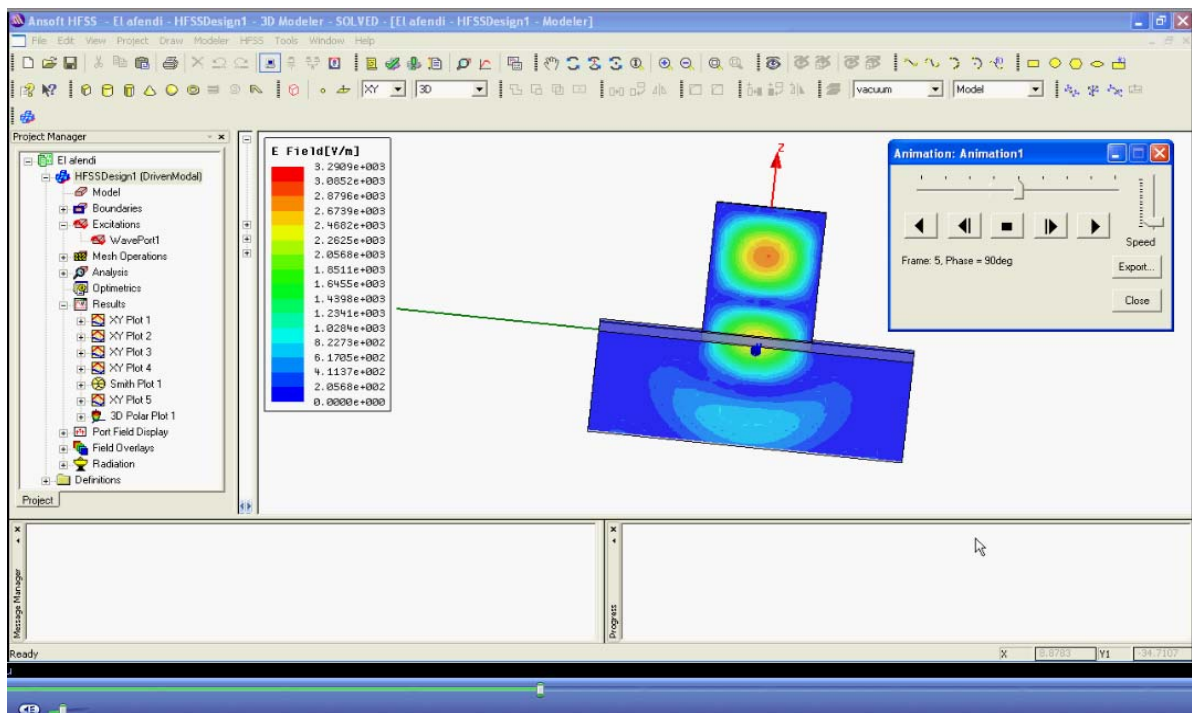 Ansoft HFSS - El afendi - HFSSDesign1 - 3D Modeler - SOLVED - [El afendi - HFSSDesign1 - Modeler]
File Edit View Project Draw Modeler HFSS Tools Window Help
XY 3D vacuum Model
Project Manager
El afendi
HFSSDesign1 (DrivenModal)
Model
Boundaries
Excitations
WavePort1
Mesh Operations
Analysis
Optimetrics
Results
XY Plot 1
XY Plot 2
XY Plot 3
XY Plot 4
Smith Plot 1
XY Plot 5
3D Polar Plot 1
Port Field Display
Field Overlays
Radiation
Definitions
Project
E Field[V/m]
3.2909e+003
3.0852e+003
2.8796e+003
2.6739e+003
2.4682e+003
2.2625e+003
2.0568e+003
1.8511e+003
1.6455e+003
1.4398e+003
1.2341e+003
1.0284e+003
8.2273e+002
6.1705e+002
4.1137e+002
2.0568e+002
0.0000e+000
Z
Animation: Animation1
Speed
Frame: 5, Phase = 90deg
Export...
Close
Message Manager
Progress
Ready
X 8.8783 Y1 -34.7107